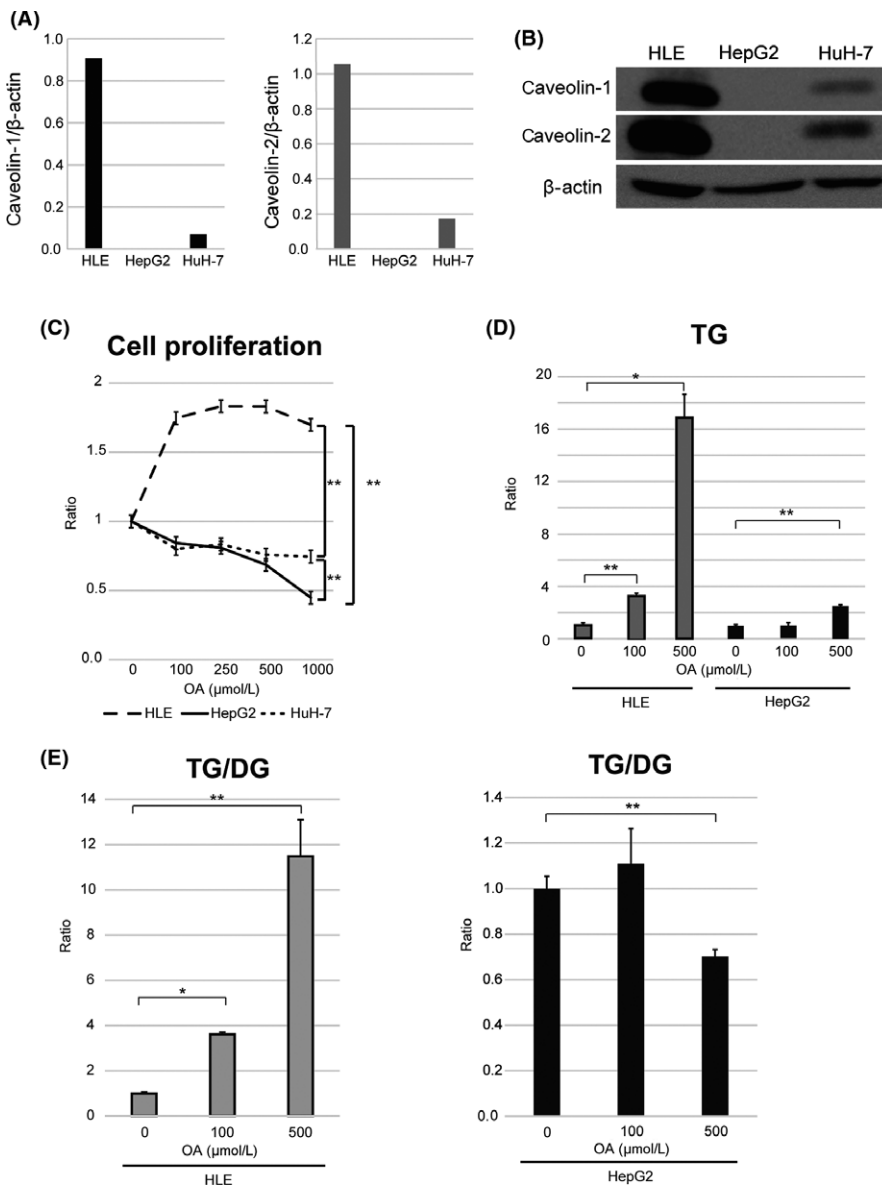 (A)
Caveolin-1/β-actin
1.0
0.8
0.6
0.4
0.2
0.0
HLE HepG2 HuH-7
Caveolin-2/β-actin
1.2
1.0
0.8
0.6
0.4
0.2
0.0
HLE HepG2 HuH-7
(B)
HLE HepG2 HuH-7
Caveolin-1
Caveolin-2
β-actin
(C)
Cell proliferation
Ratio
2
1.5
1
0.5
0.0
**
**
**
0 100 250 500 1000
OA (μmol/L)
HLE HepG2 HuH-7
(D)
TG
Ratio
20
16
12
8
4
0
*
**
**
0 100 500 0 100 500
OA (μmol/L)
HLE HepG2
(E)
TG/DG
Ratio
14
12
10
8
6
4
2
0
**
*
0 100 500
OA (μmol/L)
HLE
TG/DG
Ratio
1.4
1.2
1.0
0.8
0.6
0.4
0.2
0.0
**
0 100 500
OA (μmol/L)
HepG2